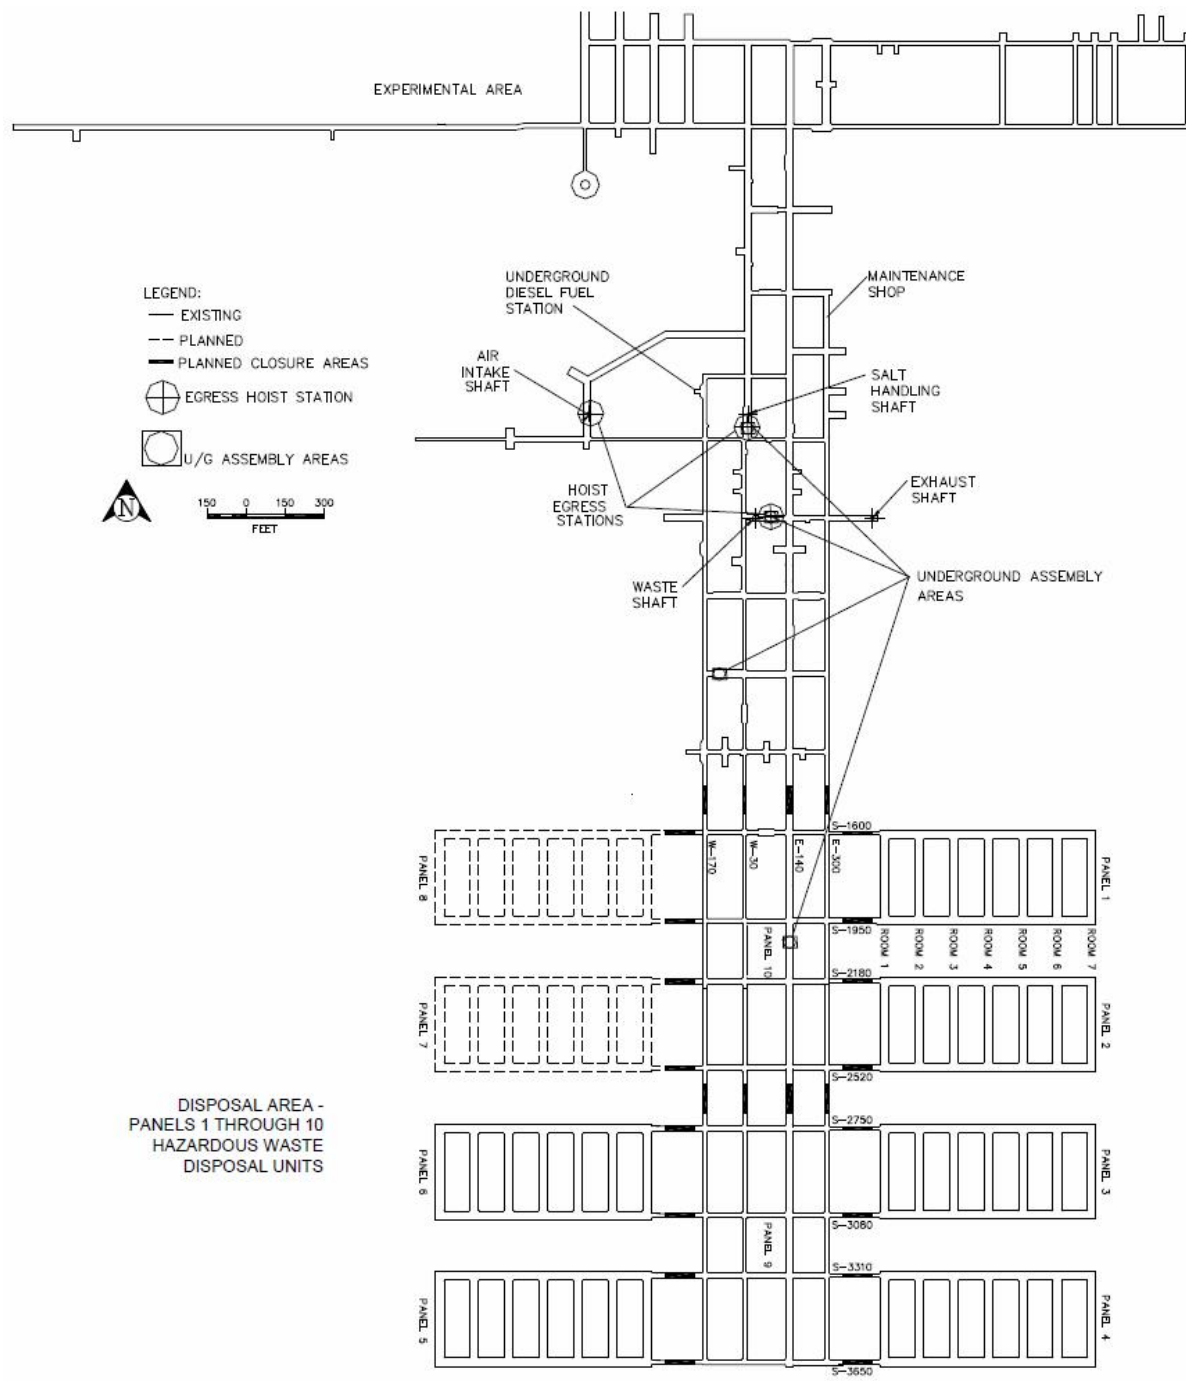 EXPERIMENTAL AREA
UNDERGROUND
DIESEL FUEL
STATION
MAINTENANCE
SHOP
LEGEND:
EXISTING
PLANNED
PLANNED CLOSURE AREAS
EGRESS HOIST STATION
U/G ASSEMBLY AREAS
AIR
INTAKE
SHAFT
SALT
HANDLING
SHAFT
N
150 0 150 300
FEET
HOIST
EGRESS
STATIONS
EXHAUST
SHAFT
WASTE
SHAFT
UNDERGROUND ASSEMBLY
AREAS
S-1600
W-170
W-30
E-140
E-300
PANEL 8
PANEL 1
S-1950
PANEL 10
ROOM 1
ROOM 2
ROOM 3
ROOM 4
ROOM 5
ROOM 6
ROOM 7
S-2180
PANEL 7
PANEL 2
S-2520
DISPOSAL AREA -
PANELS 1 THROUGH 10
HAZARDOUS WASTE
DISPOSAL UNITS
S-2750
PANEL 6
PANEL 3
S-3080
PANEL 9
S-3310
PANEL 5
PANEL 4
S-3650